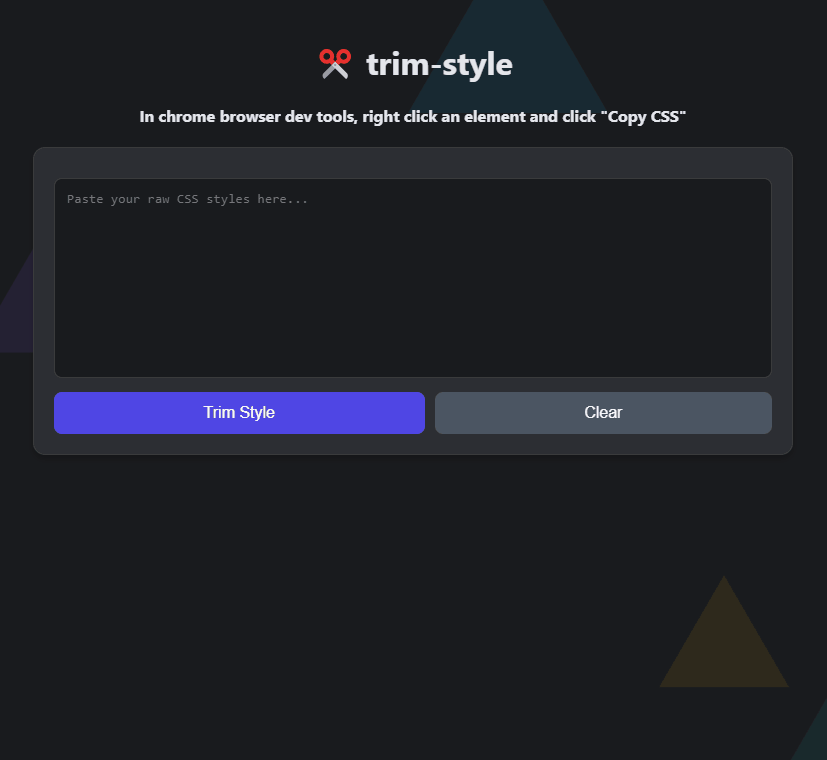 trim-style
In chrome browser dev tools, right click an element and click "Copy CSS"
Paste your raw CSS styles here...
Trim Style
Clear